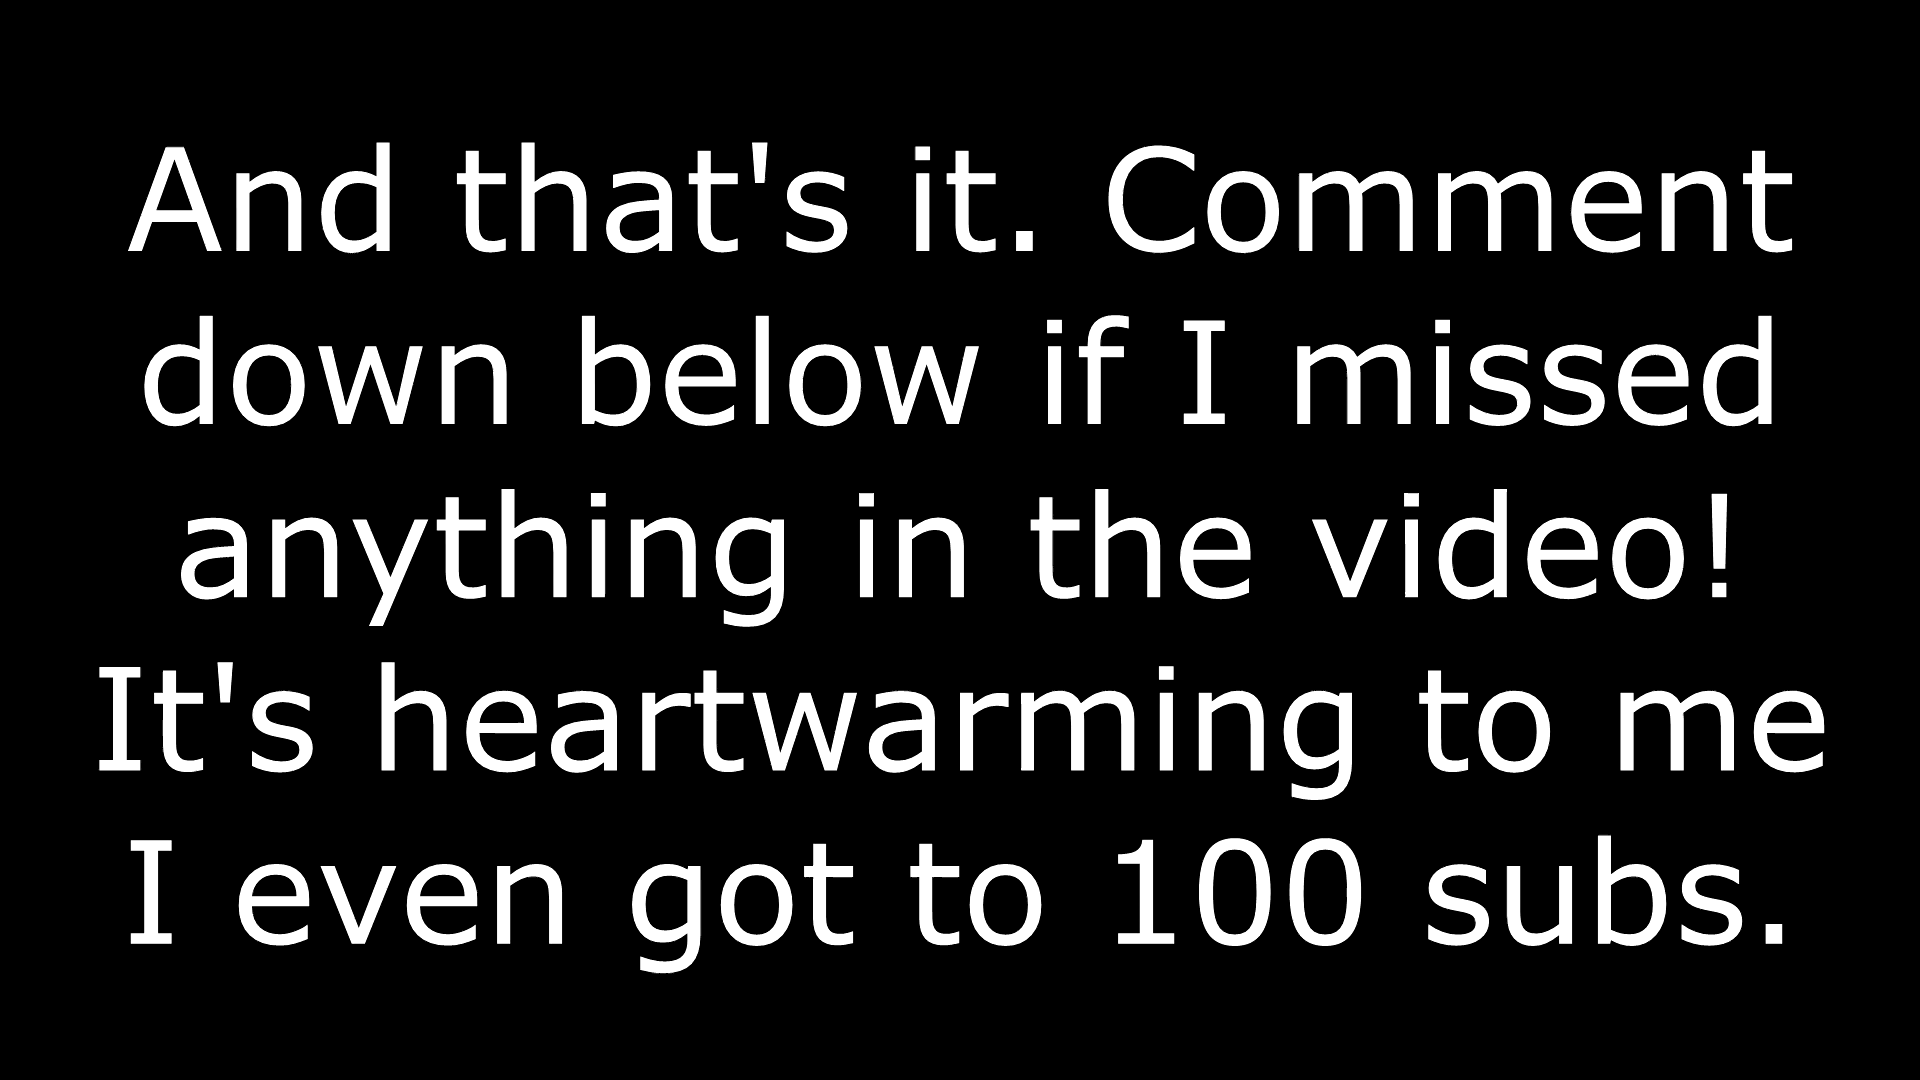 And that's it. Comment
down below if I missed
anything in the video!
It's heartwarming to me
I even got to 100 subs.